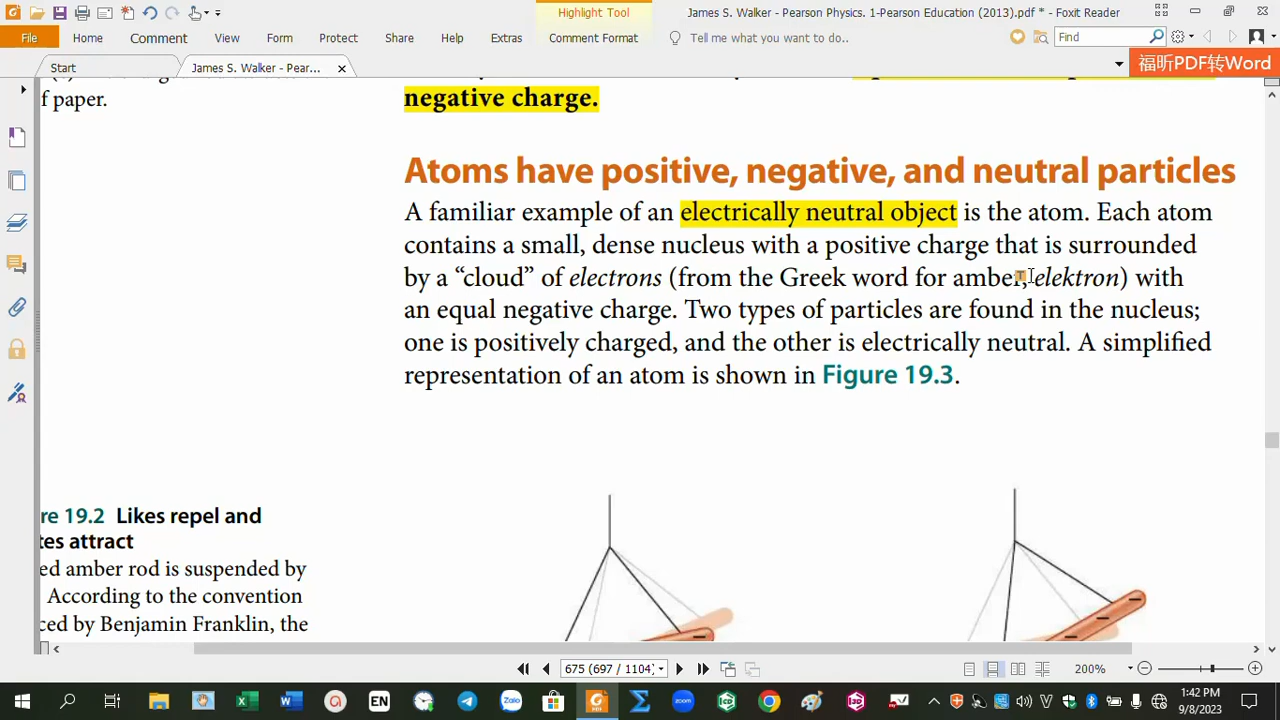 Highlight Tool
James S. Walker - Pearson Physics. 1-Pearson Education (2013).pdf * - Foxit Reader
File
Home
Comment
View
Form
Protect
Share
Help
Extras
Comment Format
Tell me what you want to do..
Find
Start
James S. Walker - Pear...
福昕PDF转Word
f paper.
negative charge.
Atoms have positive, negative, and neutral particles
A familiar example of an electrically neutral object is the atom. Each atom
contains a small, dense nucleus with a positive charge that is surrounded
by a “cloud” of electrons (from the Greek word for amber, elektron) with
an equal negative charge. Two types of particles are found in the nucleus;
one is positively charged, and the other is electrically neutral. A simplified
representation of an atom is shown in Figure 19.3.
re 19.2 Likes repel and
tes attract
ed amber rod is suspended by
According to the convention
ced by Benjamin Franklin, the
675 (697 / 1104)
200%
EN
Zalo
zoom
1:42 PM
9/8/2023